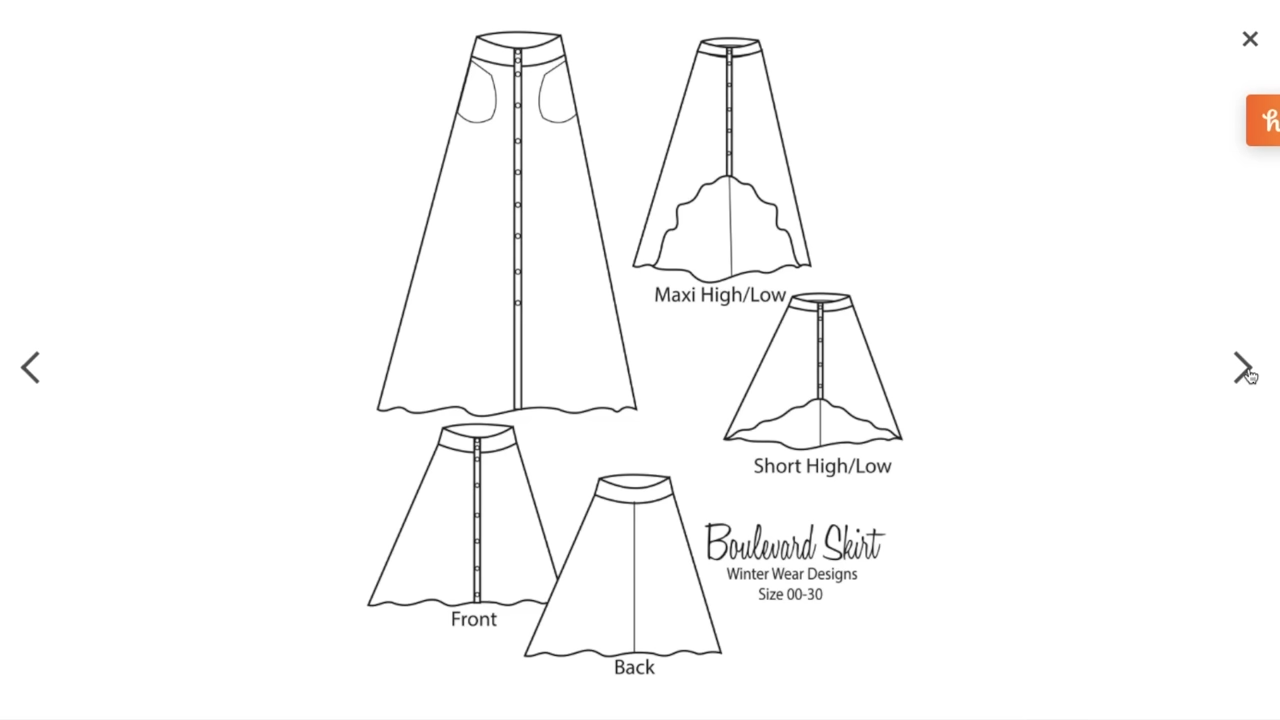 Maxi High/Low
Short High/Low
Boulevard Skirt
Winter Wear Designs
Size 00-30
Front
Back
h